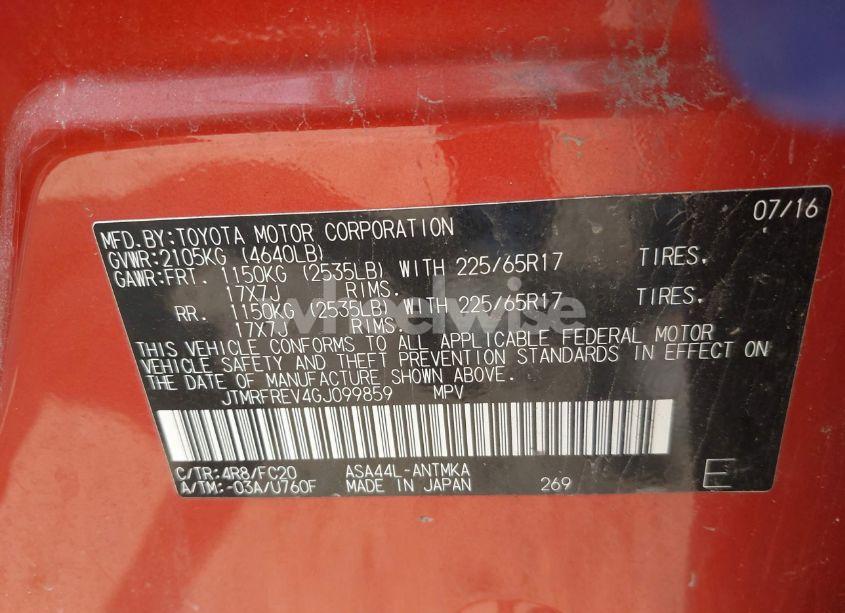 07/16
MFD.BY:TOYOTA MOTOR CORPORATION
GVWR:2105KG (4640LB)
GAWR:FRT. 1150KG (2535LB) WITH 225/65R17 TIRES.
17X7J RIMS.
RR. 1150KG (2535LB) WITH 225/65R17 TIRES.
17X7J RIMS.
THIS VEHICLE CONFORMS TO ALL APPLICABLE FEDERAL MOTOR
VEHICLE SAFETY AND THEFT PREVENTION STANDARDS IN EFFECT ON
THE DATE OF MANUFACTURE SHOWN ABOVE.
JTMRFREV4GJ099859 MPV
C/TR:4R8/FC20 ASA44L-ANTMKA
A/TM:-03A/U760F MADE IN JAPAN 269 E
wheelwise